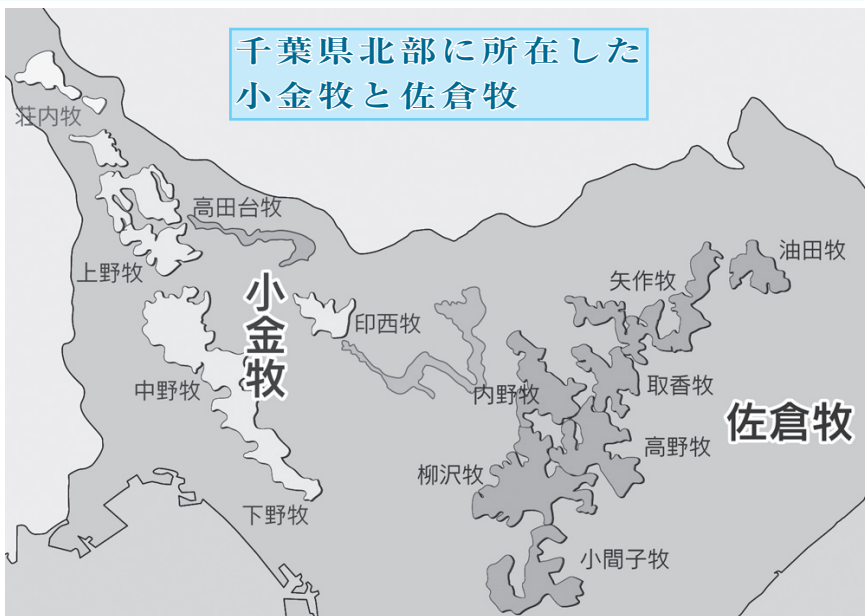 千葉県北部に所在した
小金牧と佐倉牧
荘内牧
高田台牧
上野牧
小金牧
印西牧
中野牧
下野牧
油田牧
矢作牧
取香牧
内野牧
佐倉牧
高野牧
柳沢牧
小間子牧